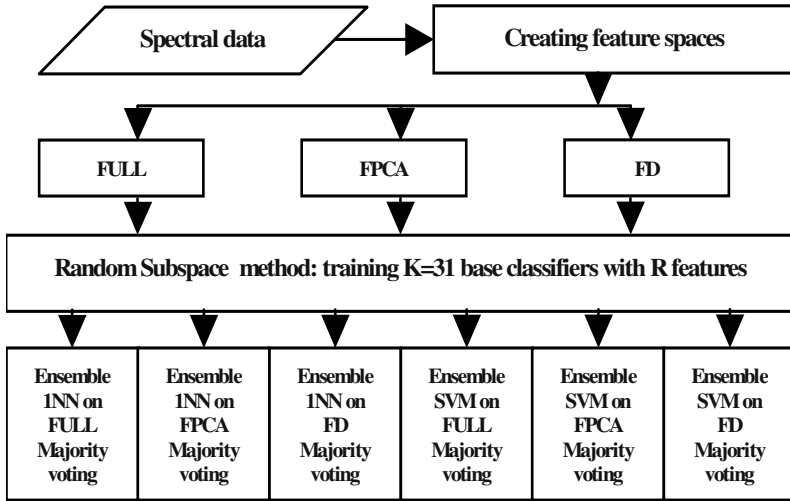 Spectral data
Creating feature spaces
FULL
FPCA
FD
Random Subspace method: training K=31 base classifiers with R features
Ensemble
1NN on
FULL
Majority
voting
Ensemble
1NN on
FPCA
Majority
voting
Ensemble
1NN on
FD
Majority
voting
Ensemble
SVM on
FULL
Majority
voting
Ensemble
SVM on
FPCA
Majority
voting
Ensemble
SVM on
FD
Majority
voting